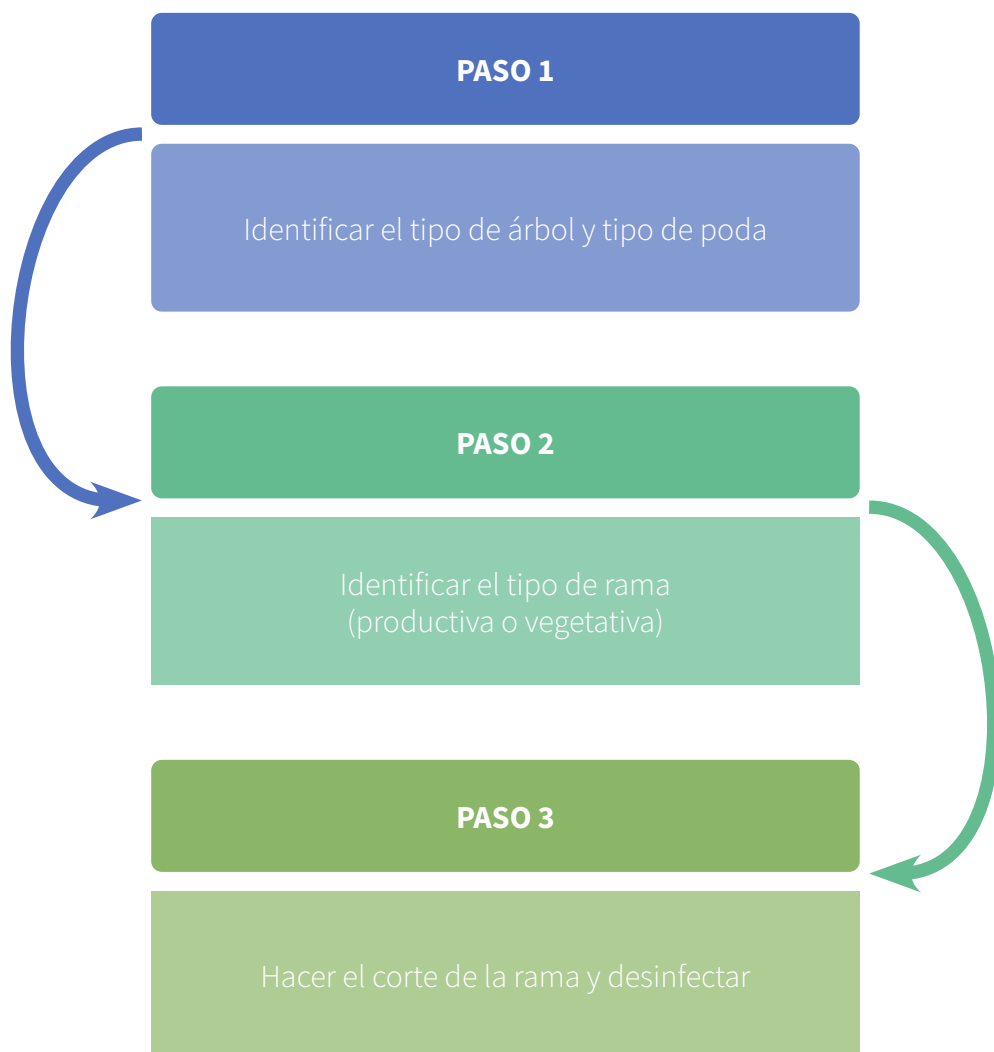 PASO 1
Identificar el tipo de árbol y tipo de poda
PASO 2
Identificar el tipo de rama
(productiva o vegetativa)
PASO 3
Hacer el corte de la rama y desinfectar